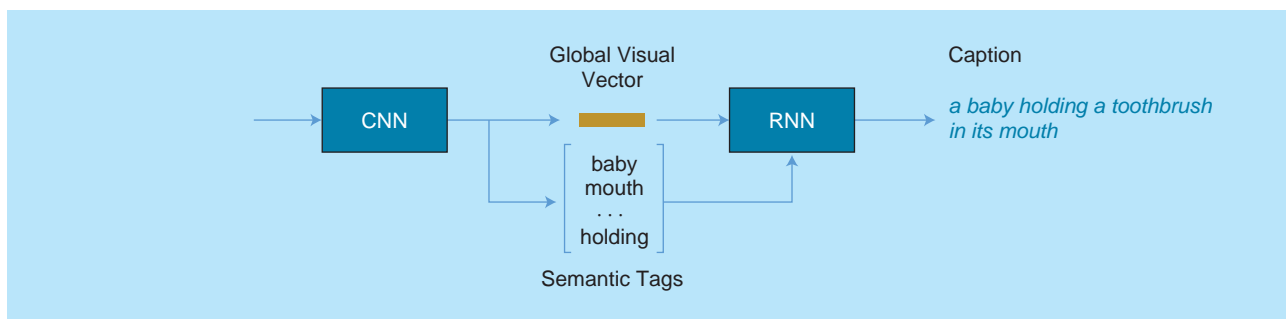 Global Visual
Vector
Caption
CNN
RNN
a baby holding a toothbrush
in its mouth
baby
mouth
. . .
holding
Semantic Tags